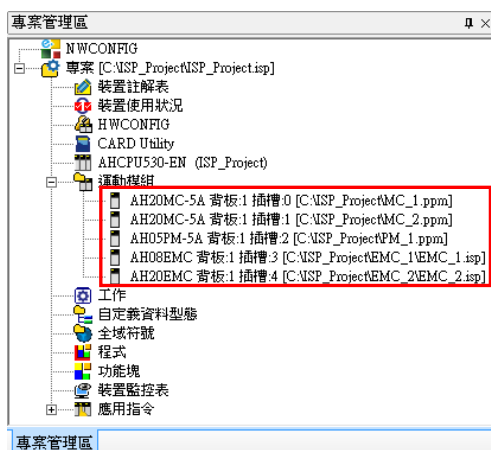 專案管理區
NWCONFIG
專案 [C:\ISP_Project\ISP_Project.isp]
裝置註解表
裝置使用狀況
HWCONFIG
CARD Utility
AHCPU530-EN (ISP_Project)
運動模組
AH20MC-5A 背板:1 插槽:0 [C:\ISP_Project\MC_1.ppm]
AH20MC-5A 背板:1 插槽:1 [C:\ISP_Project\MC_2.ppm]
AH05PM-5A 背板:1 插槽:2 [C:\ISP_Project\PM_1.ppm]
AH08EMC 背板:1 插槽:3 [C:\ISP_Project\EMC_1\EMC_1.isp]
AH20EMC 背板:1 插槽:4 [C:\ISP_Project\EMC_2\EMC_2.isp]
工作
自定義資料型態
全域符號
程式
功能塊
裝置監控表
應用指令
專案管理區